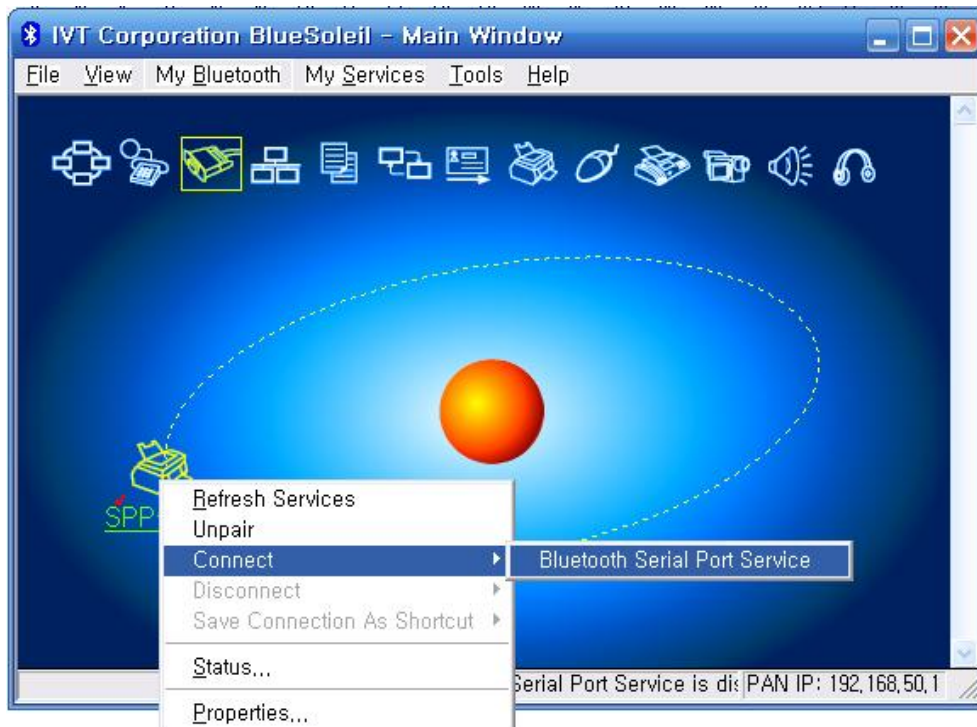 IVT Corporation BlueSoleil - Main Window
File View My Bluetooth My Services Tools Help
SPP
Refresh Services
Unpair
Connect
Bluetooth Serial Port Service
Disconnect
Save Connection As Shortcut
Status...
Serial Port Service is dis PAN IP: 192,168,50,1
Properties...